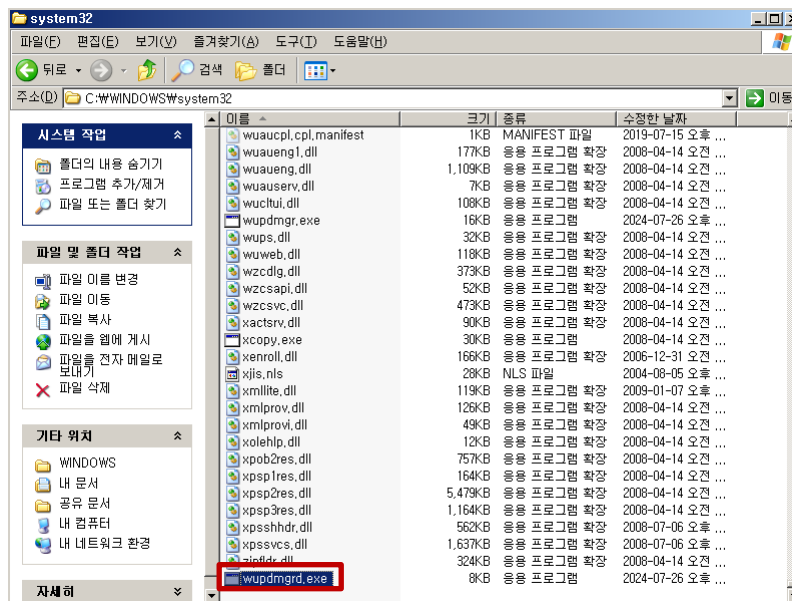 system32
파일(F) 편집(E) 보기(V) 즐겨찾기(A) 도구(T) 도움말(H)
뒤로 검색 폴더
주소(D) C:\WINDOWS\system32 이동
시스템 작업
폴더의 내용 숨기기
프로그램 추가/제거
파일 또는 폴더 찾기
파일 및 폴더 작업
파일 이름 변경
파일 이동
파일 복사
파일을 웹에 게시
파일을 전자 메일로
보내기
파일 삭제
기타 위치
WINDOWS
내 문서
공유 문서
내 컴퓨터
내 네트워크 환경
자세히
이름 크기 종류 수정한 날짜
wuaucpl.cpl.manifest 1KB MANIFEST 파일 2019-07-15 오후 ...
wuaueng1.dll 177KB 응용 프로그램 확장 2008-04-14 오전 ...
wuaueng.dll 1,109KB 응용 프로그램 확장 2008-04-14 오전 ...
wuauserv.dll 7KB 응용 프로그램 확장 2008-04-14 오전 ...
wucltui.dll 108KB 응용 프로그램 확장 2008-04-14 오전 ...
wupdmgr.exe 16KB 응용 프로그램 2024-07-26 오후 ...
wups.dll 32KB 응용 프로그램 확장 2008-04-14 오전 ...
wuweb.dll 118KB 응용 프로그램 확장 2008-04-14 오전 ...
wzcdlg.dll 373KB 응용 프로그램 확장 2008-04-14 오전 ...
wzcsapi.dll 52KB 응용 프로그램 확장 2008-04-14 오전 ...
wzcsvc.dll 473KB 응용 프로그램 확장 2008-04-14 오전 ...
xactsrv.dll 90KB 응용 프로그램 확장 2008-04-14 오전 ...
xcopy.exe 30KB 응용 프로그램 2008-04-14 오전 ...
xenroll.dll 166KB 응용 프로그램 확장 2006-12-31 오전 ...
xjis.nls 28KB NLS 파일 2004-08-05 오후 ...
xmllite.dll 119KB 응용 프로그램 확장 2009-01-07 오후 ...
xmlprov.dll 126KB 응용 프로그램 확장 2008-04-14 오전 ...
xmlprovi.dll 49KB 응용 프로그램 확장 2008-04-14 오전 ...
xolehlp.dll 12KB 응용 프로그램 확장 2008-04-14 오전 ...
xpob2res.dll 757KB 응용 프로그램 확장 2008-04-14 오전 ...
xpsp1res.dll 164KB 응용 프로그램 확장 2008-04-14 오전 ...
xpsp2res.dll 5,479KB 응용 프로그램 확장 2008-04-14 오전 ...
xpsp3res.dll 1,164KB 응용 프로그램 확장 2008-04-14 오전 ...
xpsshhdr.dll 562KB 응용 프로그램 확장 2008-07-06 오후 ...
xpssvcs.dll 1,637KB 응용 프로그램 확장 2008-07-06 오후 ...
zipfldr.dll 324KB 응용 프로그램 확장 2008-04-14 오전 ...
wupdmgrd.exe 8KB 응용 프로그램 2024-07-26 오후 ...